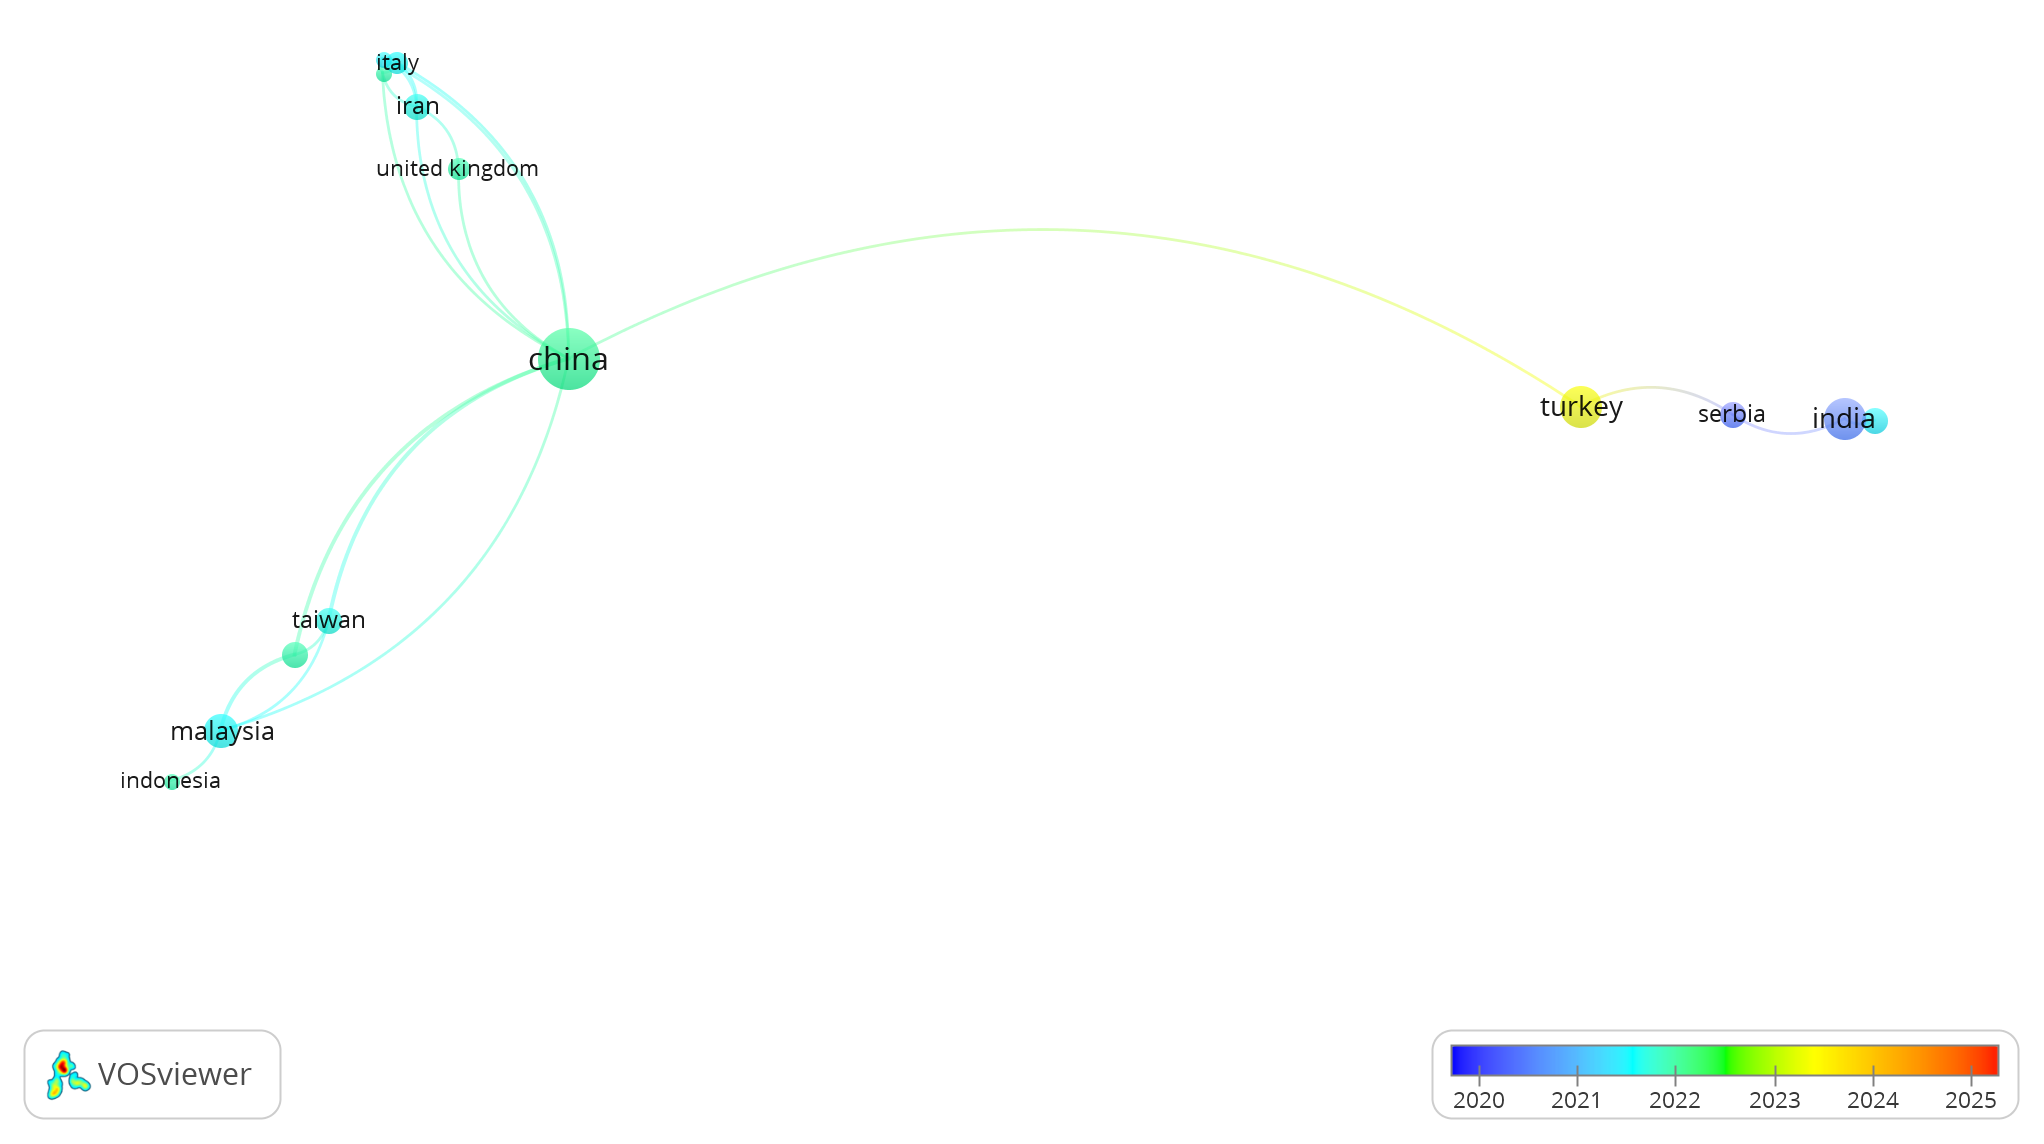 italy
iran
united kingdom
china
turkey
serbia
india
taiwan
malaysia
indonesia
VOSviewer
2020 2021 2022 2023 2024 2025